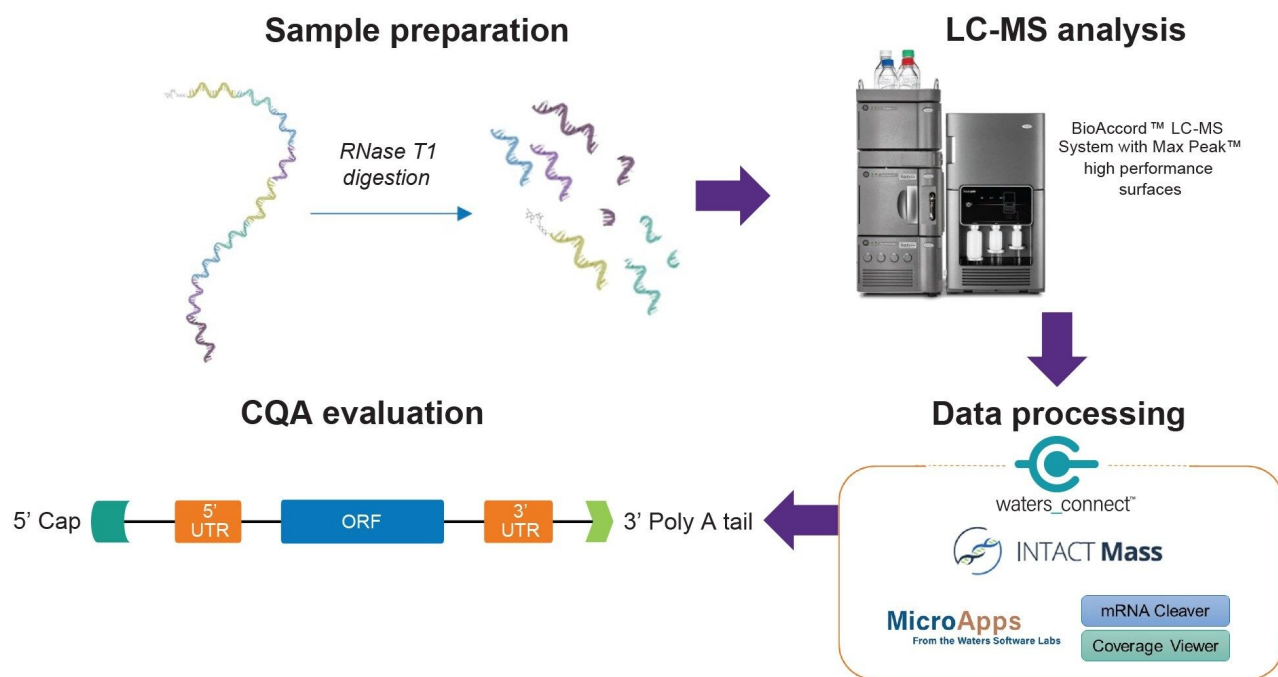 Sample preparation
RNase T1
digestion
LC-MS analysis
BioAccord™ LC-MS
System with Max Peak™
high performance
surfaces
Data processing
waters_connect™
INTACT Mass
MicroApps
From the Waters Software Labs
mRNA Cleaver
Coverage Viewer
CQA evaluation
5’ Cap
5’
UTR
ORF
3’
UTR
3’ Poly A tail